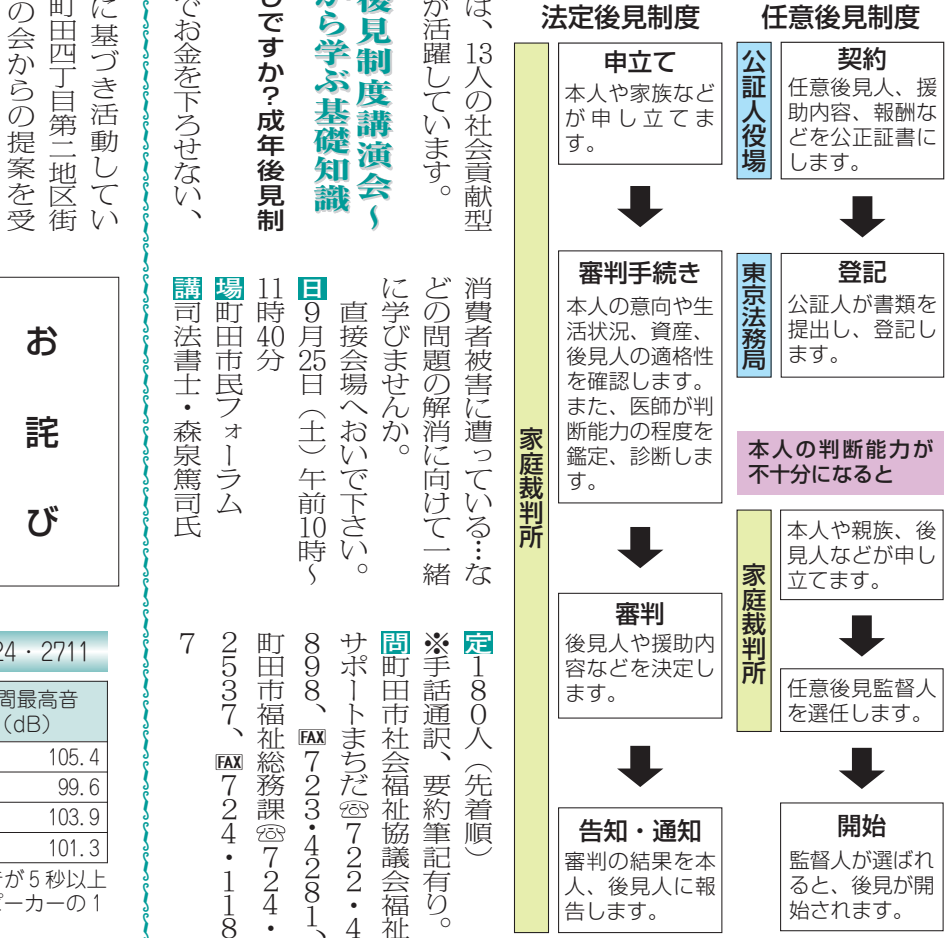 法定後見制度
申立て
本人や家族など
が申し立てま
す。
審判手続き
本人の意向や生
活状況、資産、
後見人の適格性
を確認します。
また、医師が判
断能力の程度を
鑑定、診断しま
す。
審判
後見人や援助内
容などを決定し
ます。
告知・通知
審判の結果を本
人、後見人に報
告します。
家庭裁判所
任意後見制度
公証人役場
契約
任意後見人、援
助内容、報酬な
どを公正証書に
します。
東京法務局
登記
公証人が書類を
提出し、登記し
ます。
本人の判断能力が
不十分になると
家庭裁判所
本人や親族、後
見人などが申し
立てます。
任意後見監督人
を選任します。
開始
監督人が選ばれ
ると、後見が開
始されます。
は、13人の社会貢献型
が活躍しています。
後見制度講演会～
から学ぶ基礎知識
じですか?成年後見制
でお金を下ろせない、
消費者被害に遭っている…な
どの問題の解消に向けて一緒
に学びませんか。
直接会場へおいで下さい。
日9月25日(土)午前10時～
11時40分
場町田市民フォーラム
講司法書士・森泉篤司氏
定180人(先着順)
※手話通訳、要約筆記有り。
問町田市社会福祉協議会福祉
サポートまちだ☎722・4
898、FAX723・4281、
町田市福祉総務課☎724・
2537、FAX724・118
7
に基づき活動してい
町田四丁目第二地区街
の会からの提案を受
お詫び
24・2711
間最高音
(dB)
105.4
99.6
103.9
101.3
音が5秒以上
ピーカーの1